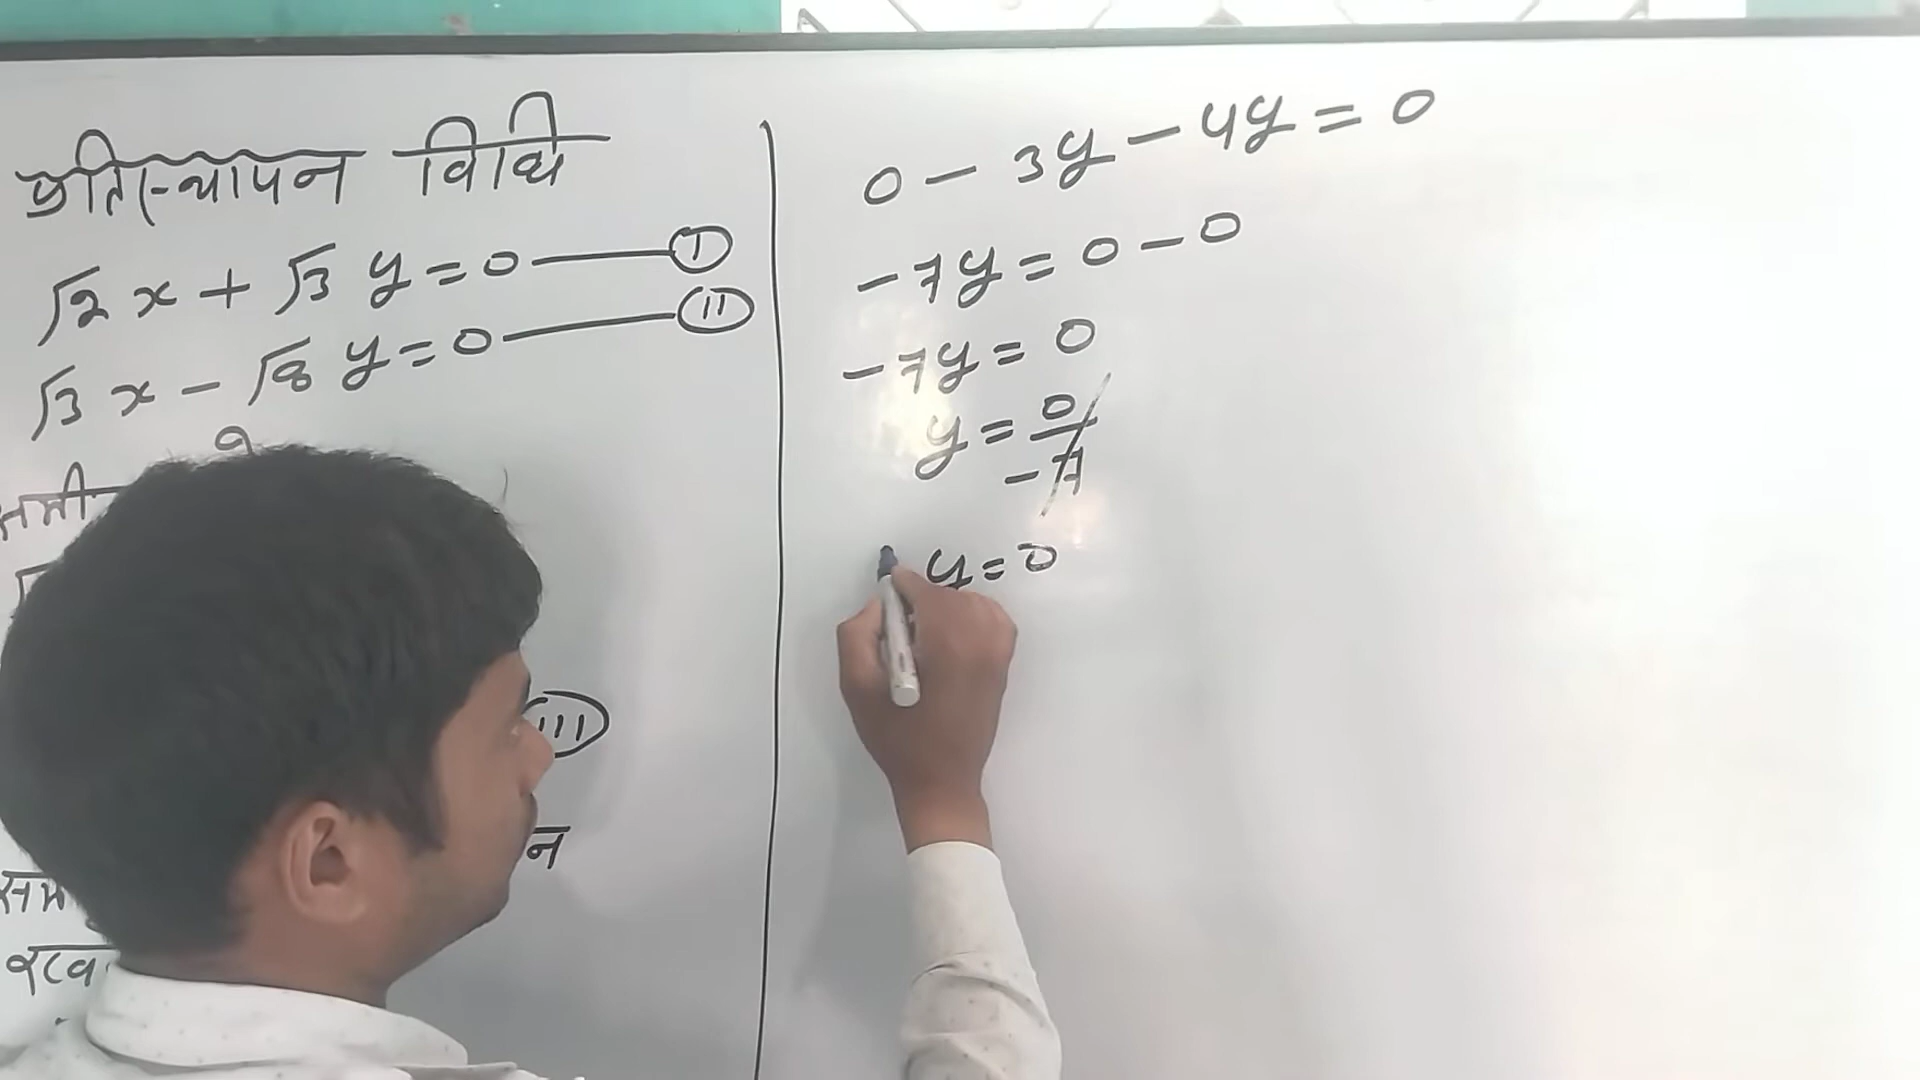 प्रतिस्थापन विधि
√2 x + √3 y = 0 — I
√3 x − √8 y = 0 — II
III
न
0 − 3y − 4y = 0
−7y = 0 − 0
−7y = 0
y = 0/−7
y = 0